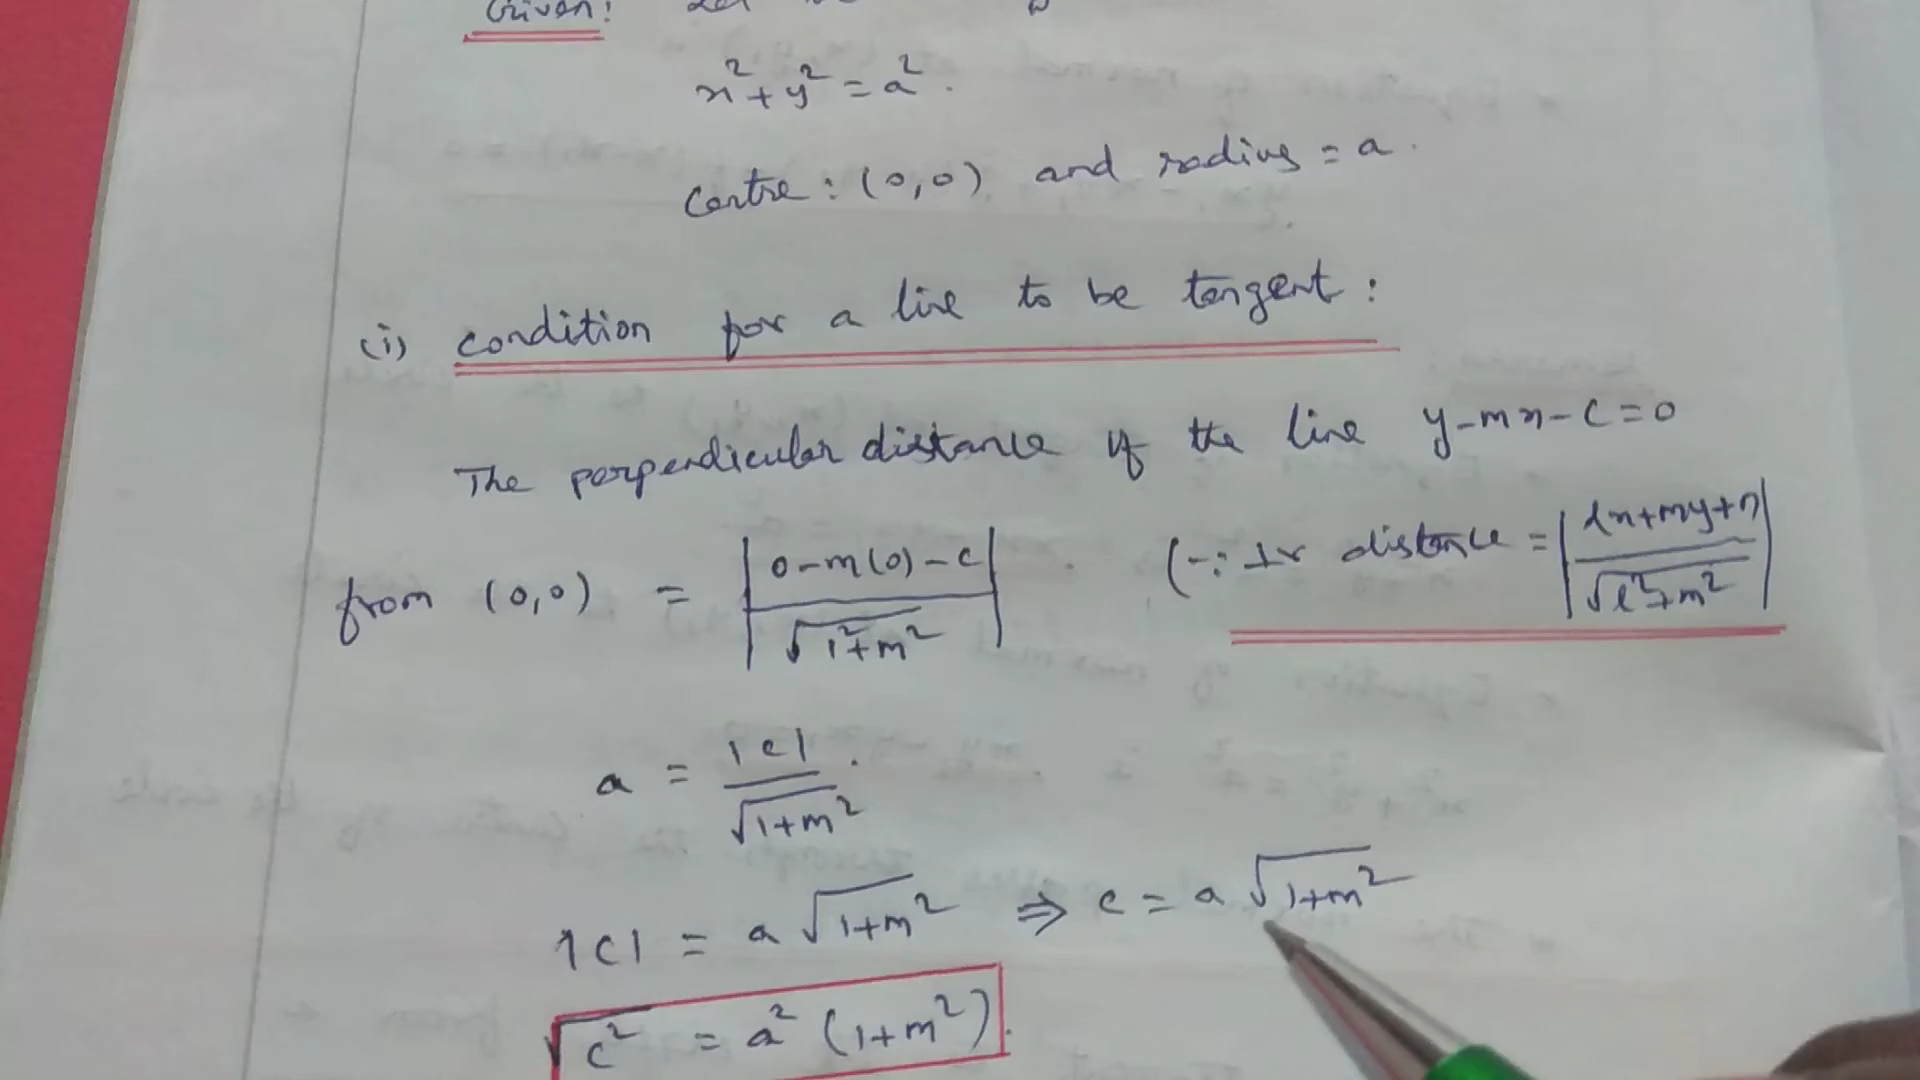 Given:
x²+y² = a².
Centre: (0,0) and radius = a.
(i) condition for a line to be tangent:
The perpendicular distance of the line y-mx-c=0
from (0,0) = |0-m(0)-c / √1²+m²|. (∵ ⊥r distance = |lx+my+n / √l²+m²|
a = |c| / √1+m².
|c| = a √1+m² ⇒ c = a √1+m²
c² = a² (1+m²).